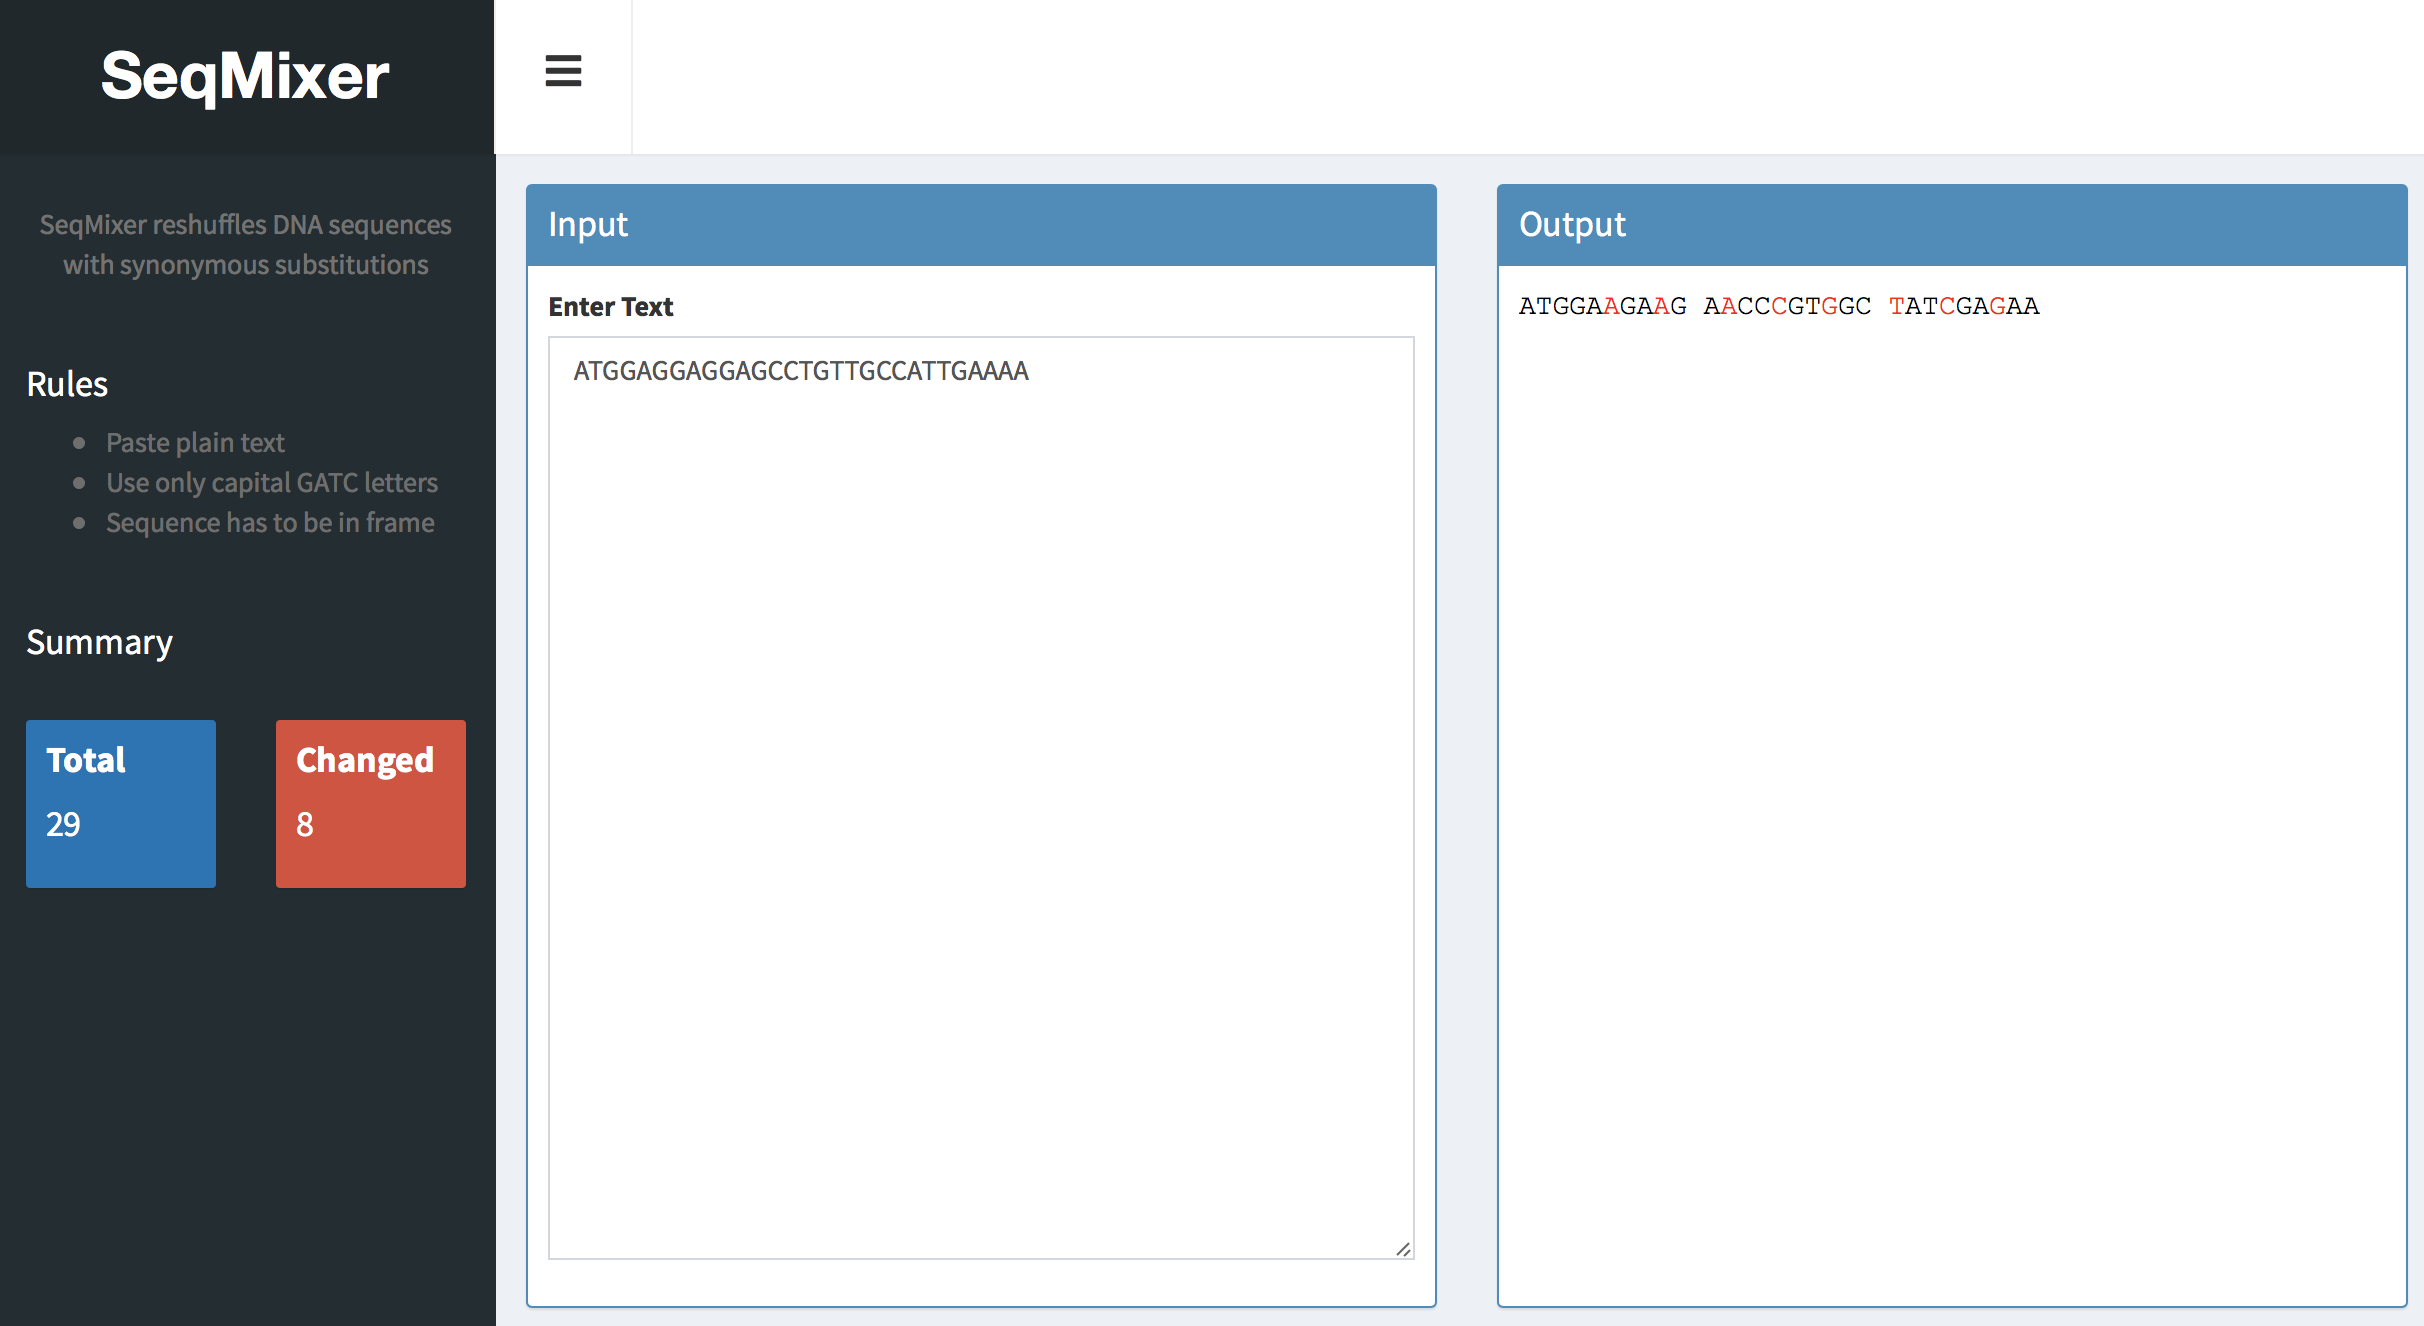 SeqMixer
SeqMixer reshuffles DNA sequences
with synonymous substitutions
Rules
Paste plain text
Use only capital GATC letters
Sequence has to be in frame
Summary
Total
29
Changed
8
Input
Enter Text
ATGGAGGAGGAGCCTGTTGCCATTGAAAA
Output
ATGGAAGAAG AACCCGTGGC TATCGAGAA